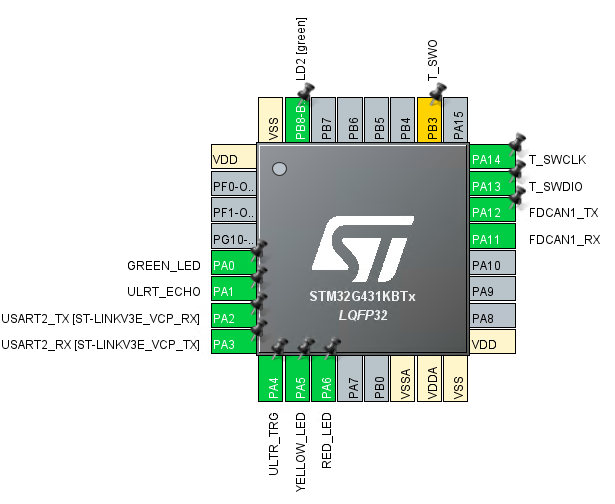 LD2 [green]
T_SWO
VSS
PB8-B
PB7
PB6
PB5
PB4
PB3
PA15
VDD
PA14
T_SWCLK
PF0-O..
PA13
T_SWDIO
PF1-O..
PA12
FDCAN1_TX
PG10-..
PA11
FDCAN1_RX
GREEN_LED
PA0
PA10
ULRT_ECHO
PA1
PA9
USART2_TX [ST-LINKV3E_VCP_RX]
PA2
PA8
USART2_RX [ST-LINKV3E_VCP_TX]
PA3
VDD
ST
STM32G431KBTx
LQFP32
PA4
PA5
PA6
PA7
PB0
VSSA
VDDA
VSS
ULTR_TRG
YELLOW_LED
RED_LED